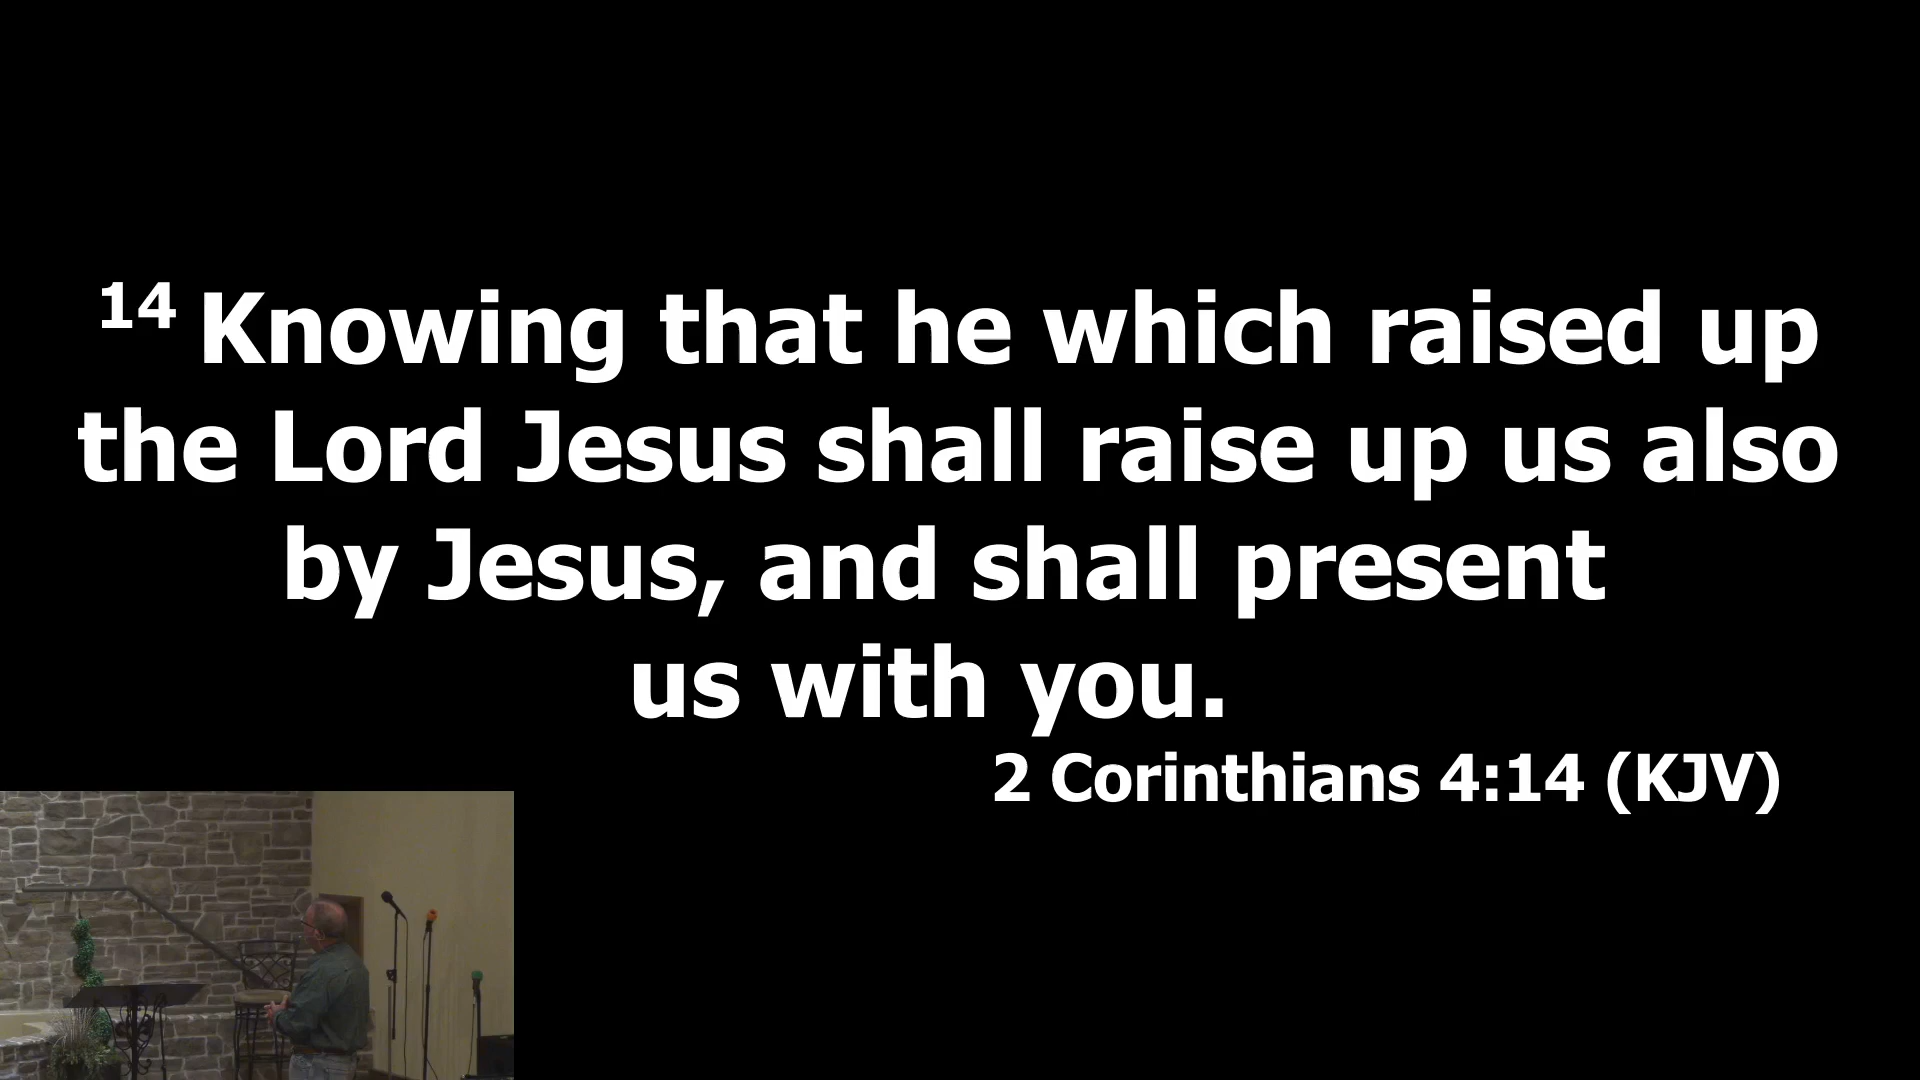 14 Knowing that he which raised up
the Lord Jesus shall raise up us also
by Jesus, and shall present
us with you.
2 Corinthians 4:14 (KJV)